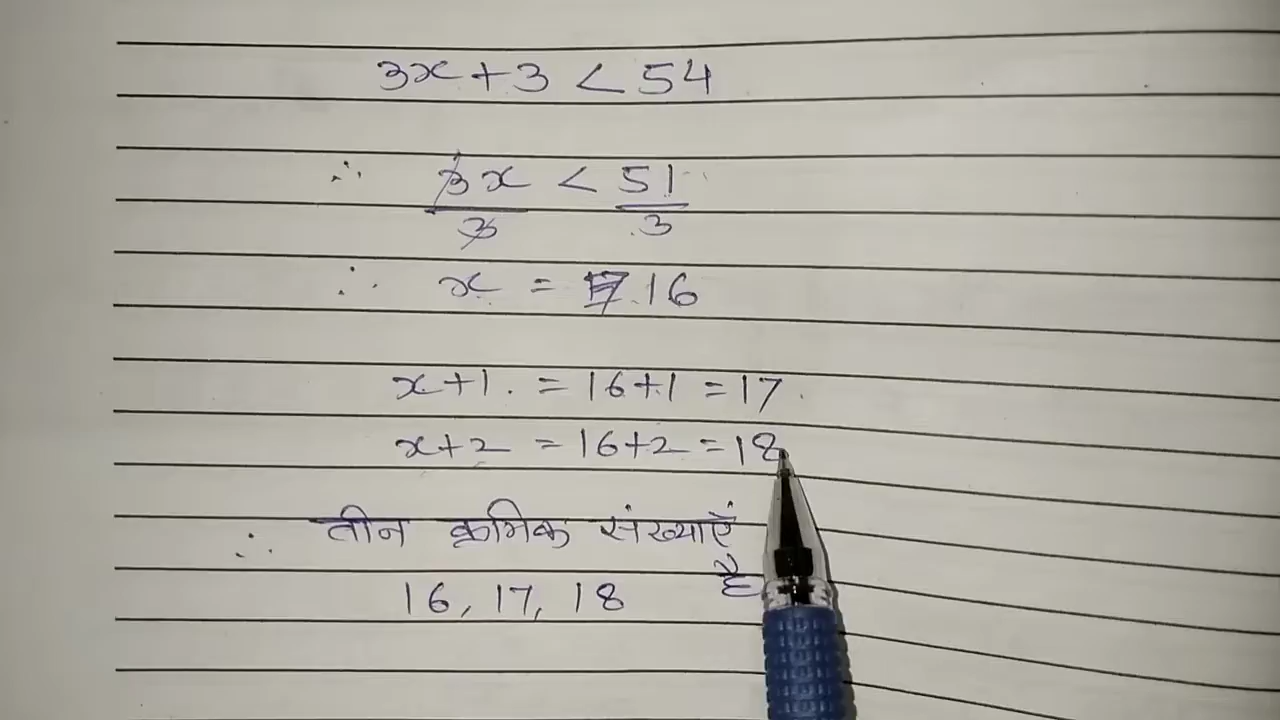 3x + 3 < 54
∴ 3x/3 < 51/3
∴ x = 16
x + 1 = 16 + 1 = 17
x + 2 = 16 + 2 = 18
∴ तीन क्रमिक संख्याएँ
16, 17, 18 है